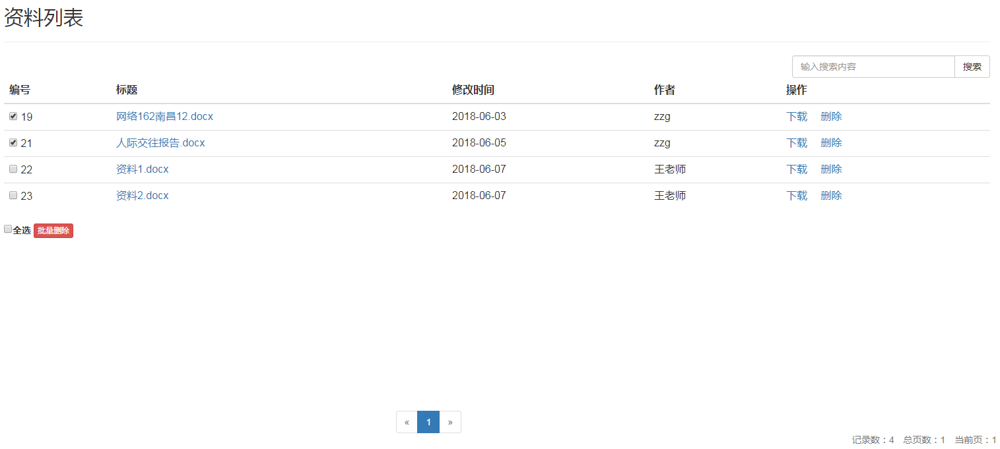 资料列表
输入搜索内容 搜索
编号 标题 修改时间 作者 操作
19 网络162南昌12.docx 2018-06-03 zzg 下载 删除
21 人际交往报告.docx 2018-06-05 zzg 下载 删除
22 资料1.docx 2018-06-07 王老师 下载 删除
23 资料2.docx 2018-06-07 王老师 下载 删除
全选 批量删除
« 1 »
记录数：4 总页数：1 当前页：1